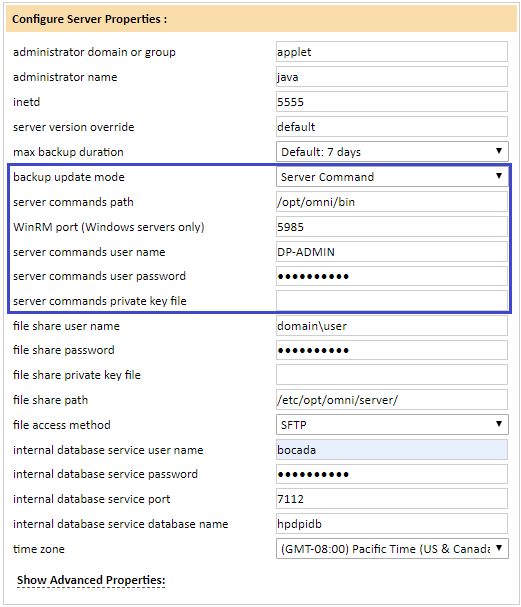 Configure Server Properties :
administrator domain or group applet
administrator name java
inetd 5555
server version override default
max backup duration Default: 7 days
backup update mode Server Command
server commands path /opt/omni/bin
WinRM port (Windows servers only) 5985
server commands user name DP-ADMIN
server commands user password ●●●●●●●●●●
server commands private key file
file share user name domain\user
file share password ●●●●●●●●●●
file share private key file
file share path /etc/opt/omni/server/
file access method SFTP
internal database service user name bocada
internal database service password ●●●●●●●●●●
internal database service port 7112
internal database service database name hpdpidb
time zone (GMT-08:00) Pacific Time (US & Canada
Show Advanced Properties: